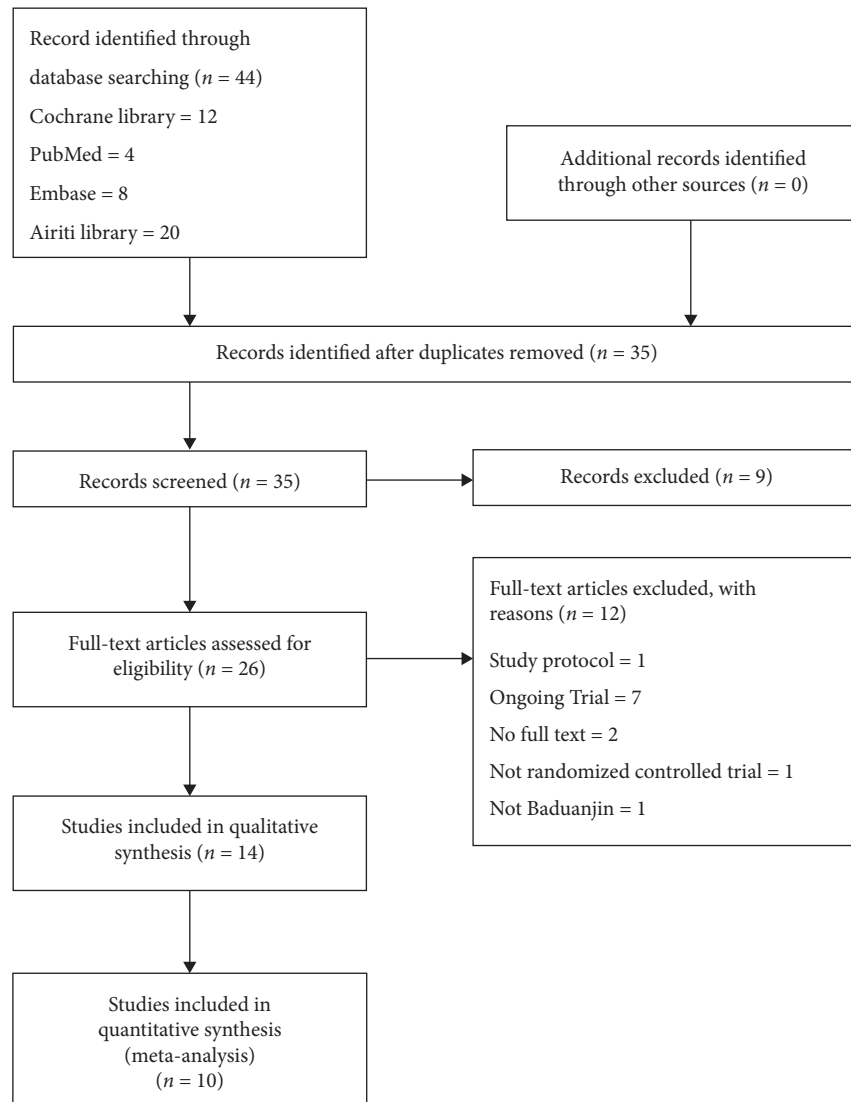 Record identified through
database searching (n = 44)
Cochrane library = 12
PubMed = 4
Embase = 8
Airiti library = 20
Additional records identified
through other sources (n = 0)
Records identified after duplicates removed (n = 35)
Records screened (n = 35)
Records excluded (n = 9)
Full-text articles assessed for
eligibility (n = 26)
Full-text articles excluded, with
reasons (n = 12)
Study protocol = 1
Ongoing Trial = 7
No full text = 2
Not randomized controlled trial = 1
Not Baduanjin = 1
Studies included in qualitative
synthesis (n = 14)
Studies included in
quantitative synthesis
(meta-analysis)
(n = 10)